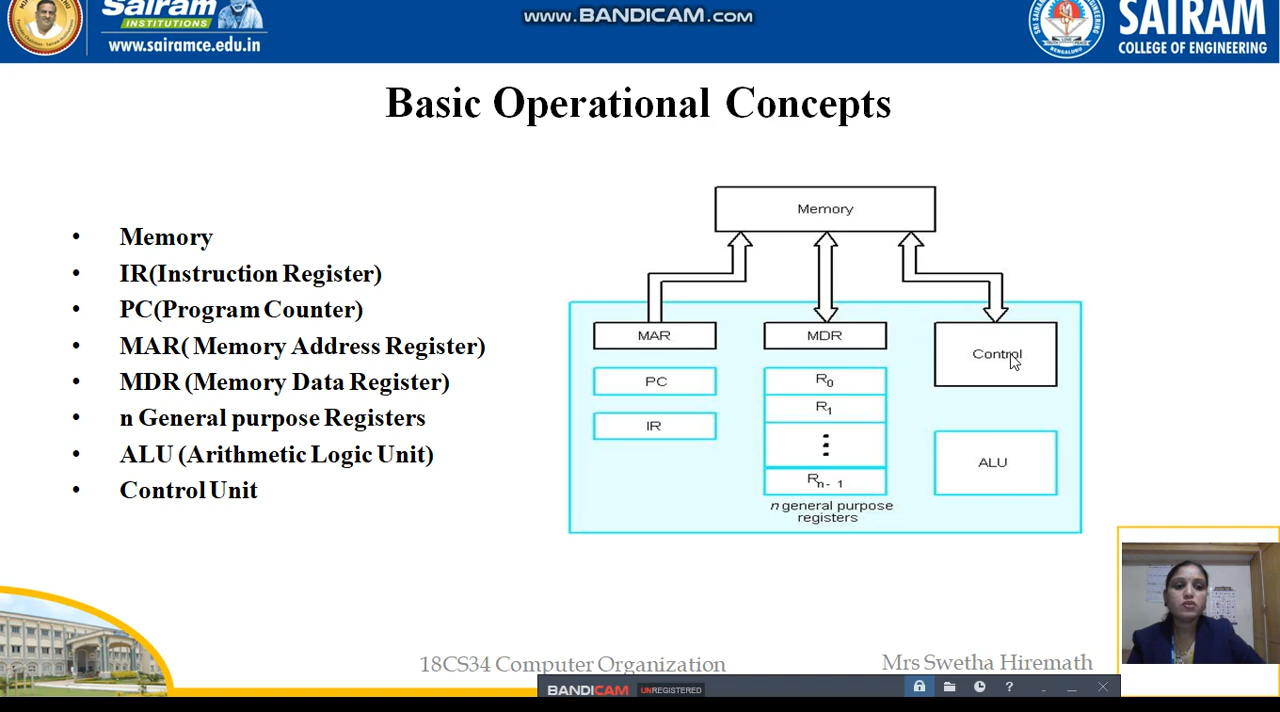 www.BANDICAM.com
Sairam
INSTITUTIONS
www.sairamce.edu.in
SAIRAM
COLLEGE OF ENGINEERING
BENGALURU
Basic Operational Concepts
• Memory
• IR(Instruction Register)
• PC(Program Counter)
• MAR( Memory Address Register)
• MDR (Memory Data Register)
• n General purpose Registers
• ALU (Arithmetic Logic Unit)
• Control Unit
Memory
MAR
MDR
Control
PC
R0
R1
IR
ALU
Rn - 1
n general purpose
registers
18CS34 Computer Organization
Mrs Swetha Hiremath
BANDICAM UNREGISTERED